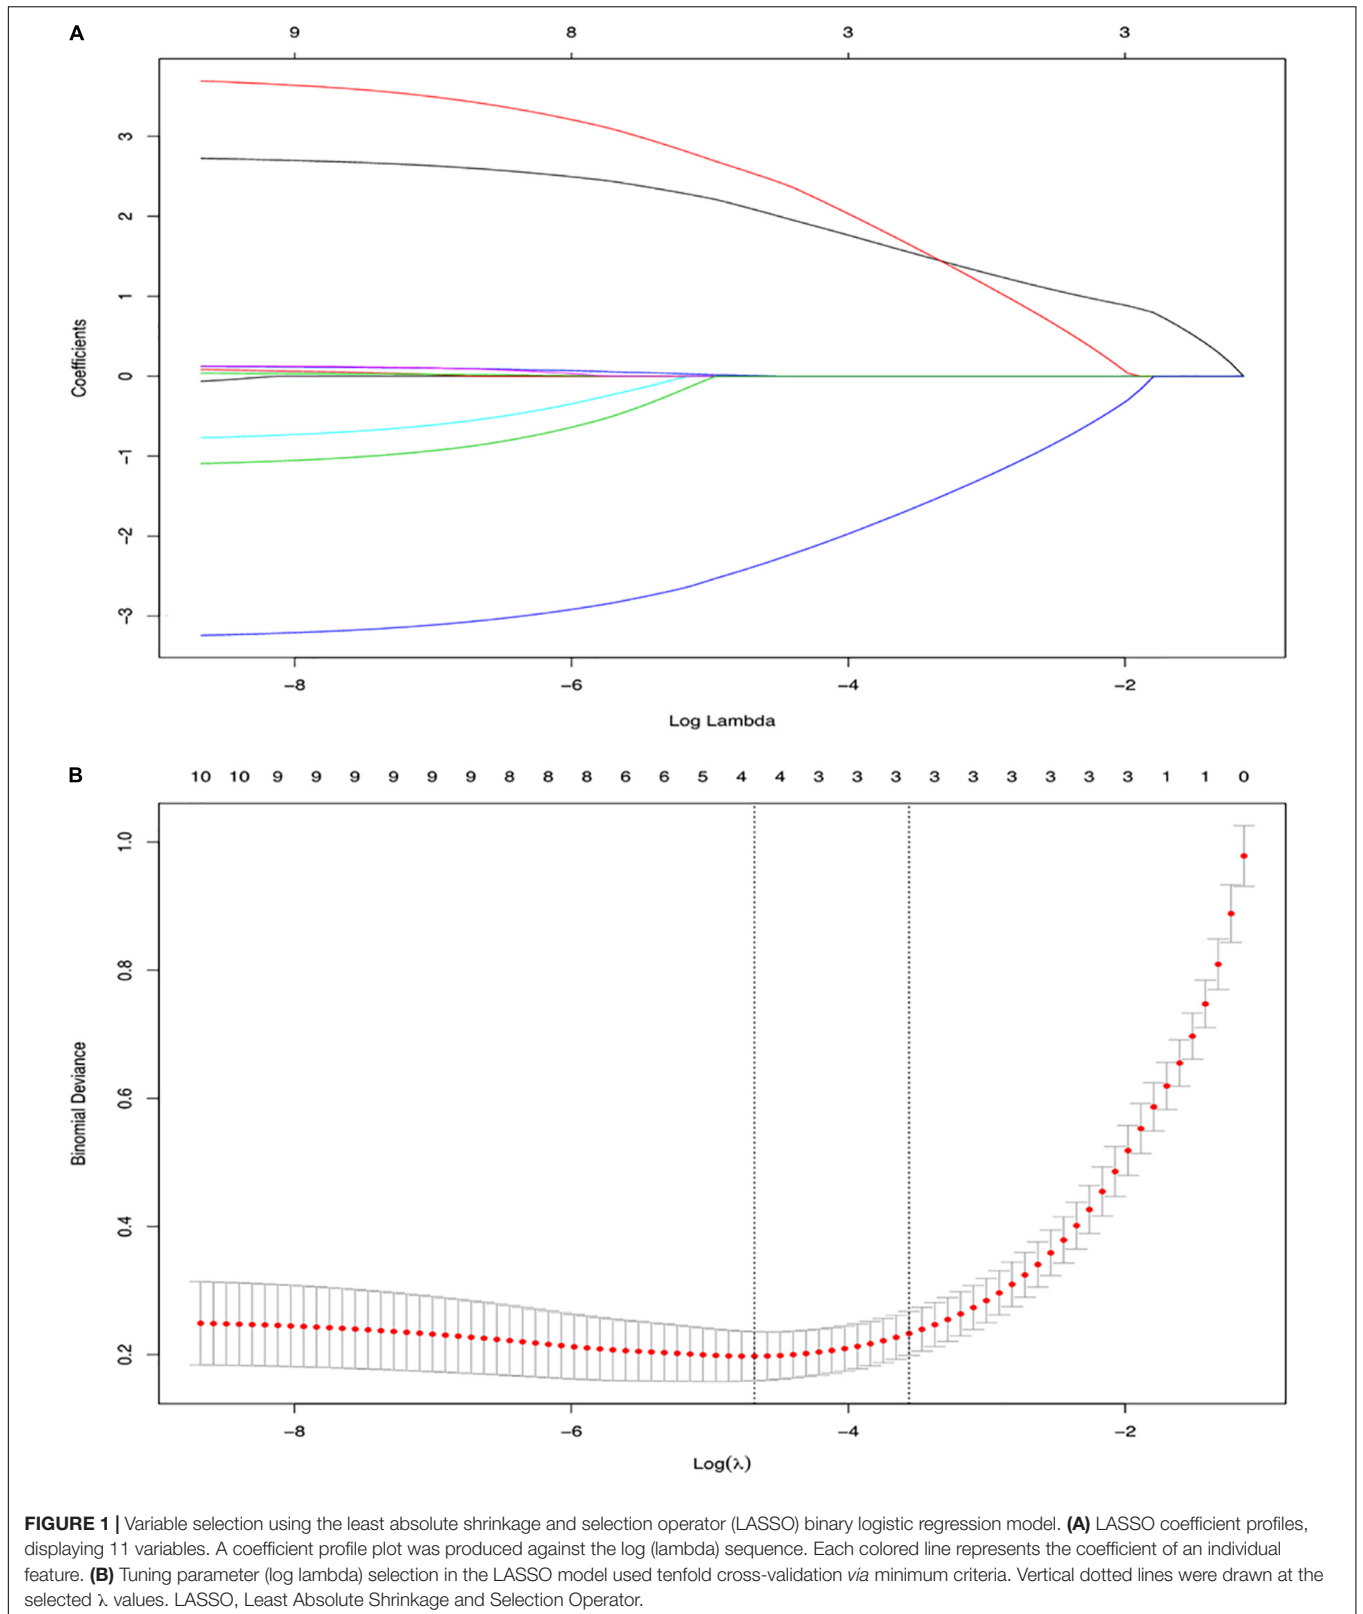 A
9 8 3 3
3
2
1
0
−1
−2
−3
Coefficients
−8 −6 −4 −2
Log Lambda
B
10 10 9 9 9 9 9 9 8 8 8 6 6 5 4 4 3 3 3 3 3 3 3 3 3 1 1 0
1.0
0.8
0.6
0.4
0.2
Binomial Deviance
−8 −6 −4 −2
Log(λ)
FIGURE 1 | Variable selection using the least absolute shrinkage and selection operator (LASSO) binary logistic regression model. (A) LASSO coefficient profiles,
displaying 11 variables. A coefficient profile plot was produced against the log (lambda) sequence. Each colored line represents the coefficient of an individual
feature. (B) Tuning parameter (log lambda) selection in the LASSO model used tenfold cross-validation via minimum criteria. Vertical dotted lines were drawn at the
selected λ values. LASSO, Least Absolute Shrinkage and Selection Operator.